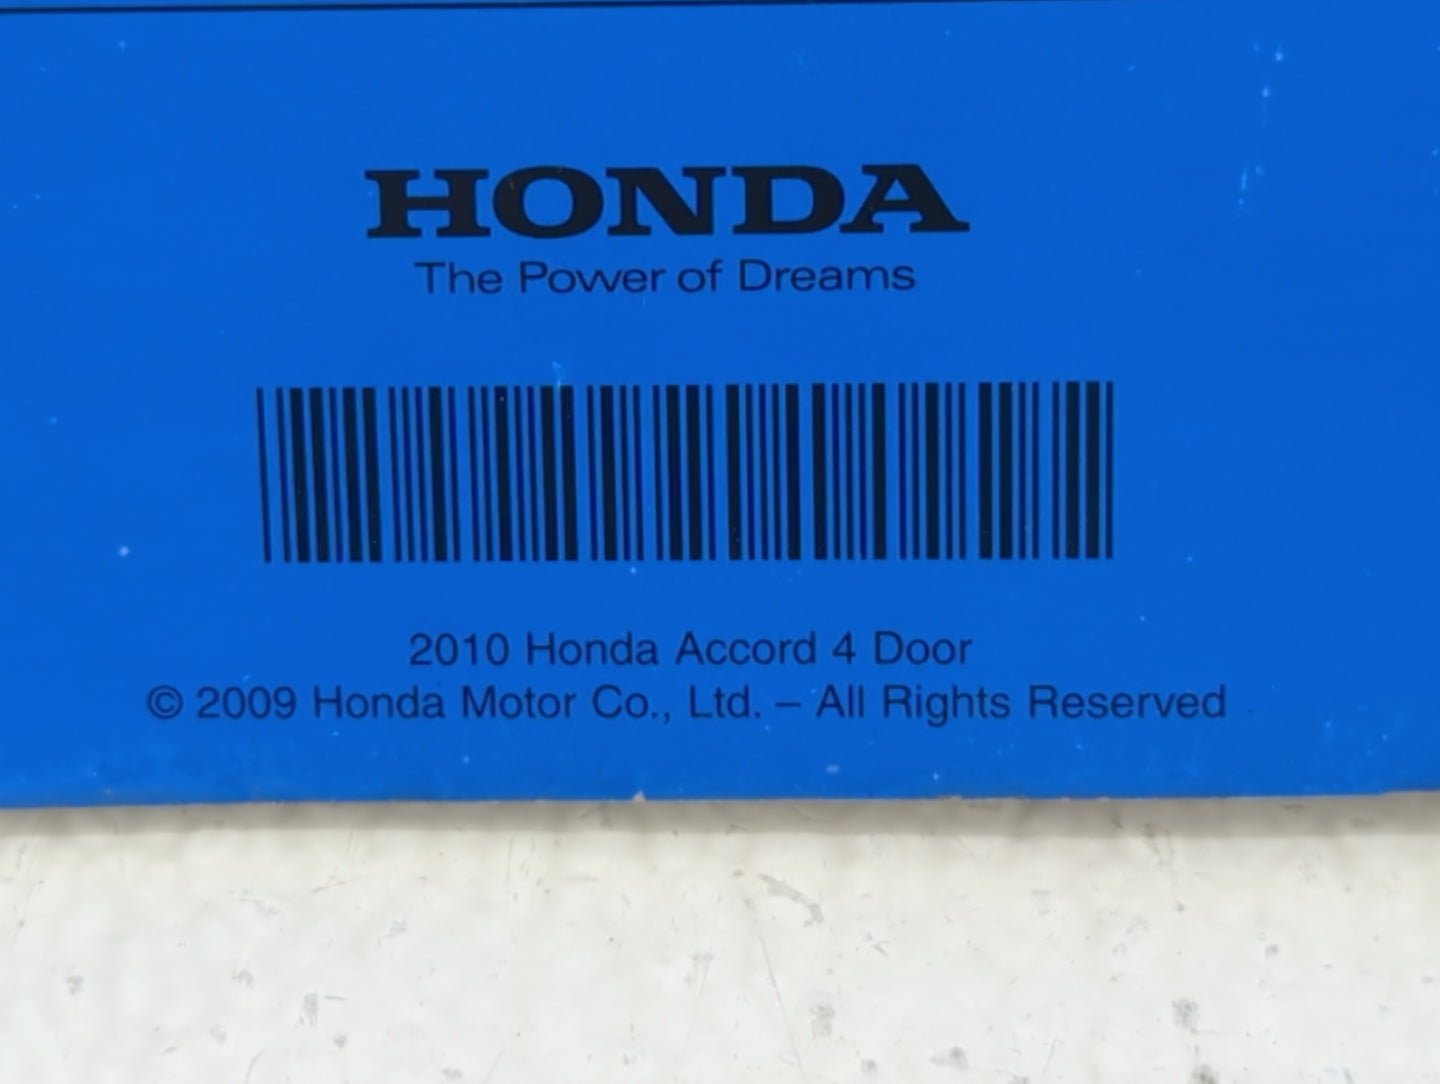 HONDA
The Power of Dreams
2010 Honda Accord 4 Door
© 2009 Honda Motor Co., Ltd. – All Rights Reserved